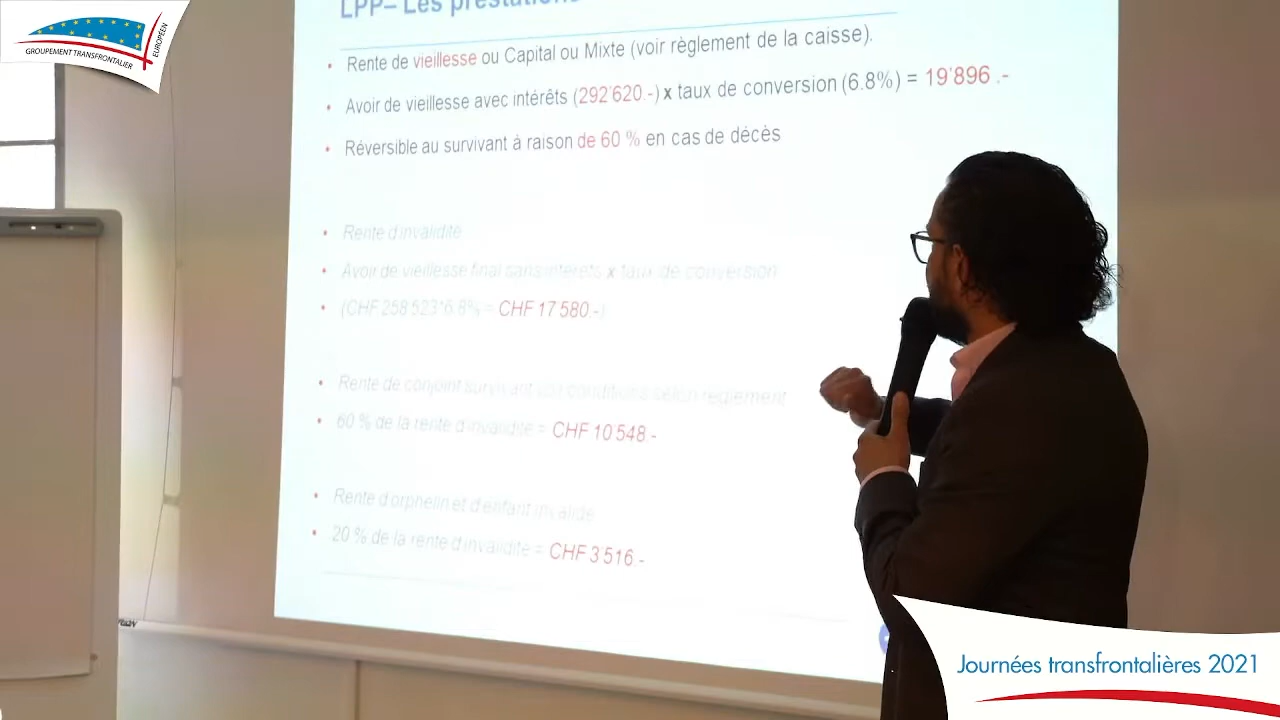 GROUPEMENT TRANSFRONTALIER EUROPÉEN
LPP– Les prestations
• Rente de vieillesse ou Capital ou Mixte (voir règlement de la caisse).
• Avoir de vieillesse avec intérêts (292'620.-) x taux de conversion (6.8%) = 19'896 .-
• Réversible au survivant à raison de 60 % en cas de décès
• Rente d'invalidité
• Avoir de vieillesse final sans intérêts x taux de conversion
• (CHF 258'523*6.8% = CHF 17'580.-)
• Rente de conjoint survivant conditions selon règlement
• 60 % de la rente d'invalidité = CHF 10'548 -
• Rente d'orphelin et d'enfant invalide
• 20 % de la rente d'invalidité = CHF 3'516 -
Journées transfrontalières 2021